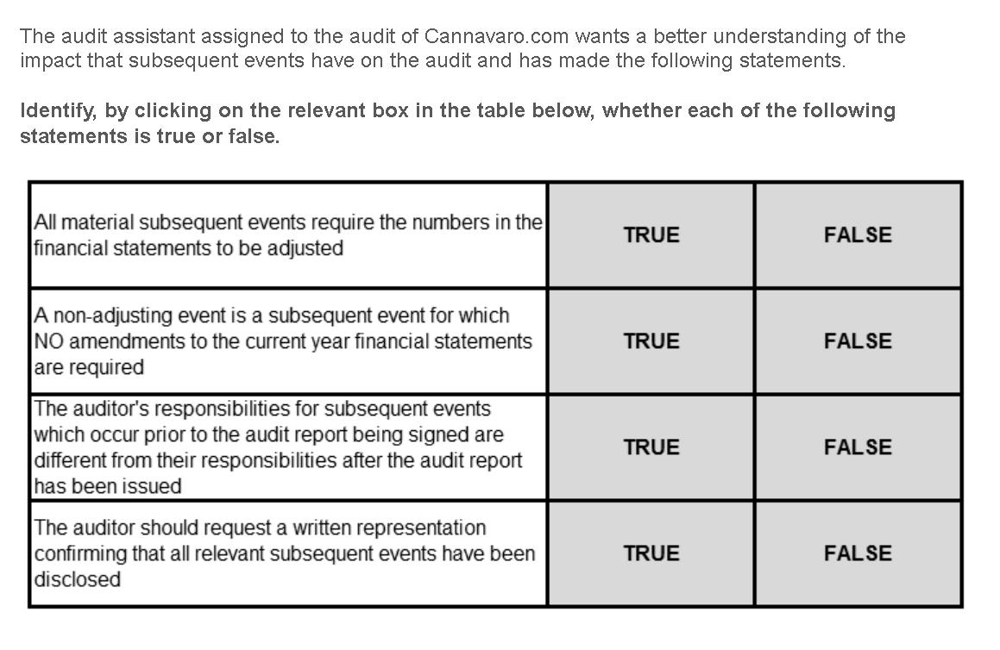 The audit assistant assigned to the audit of Cannavaro.com wants a better understanding of the
impact that subsequent events have on the audit and has made the following statements.
Identify, by clicking on the relevant box in the table below, whether each of the following
statements is true or false.
All material subsequent events require the numbers in the
financial statements to be adjusted
TRUE
FALSE
A non-adjusting event is a subsequent event for which
NO amendments to the current year financial statements
are required
TRUE
FALSE
The auditor's responsibilities for subsequent events
which occur prior to the audit report being signed are
different from their responsibilities after the audit report
has been issued
TRUE
FALSE
The auditor should request a written representation
confirming that all relevant subsequent events have been
disclosed
TRUE
FALSE